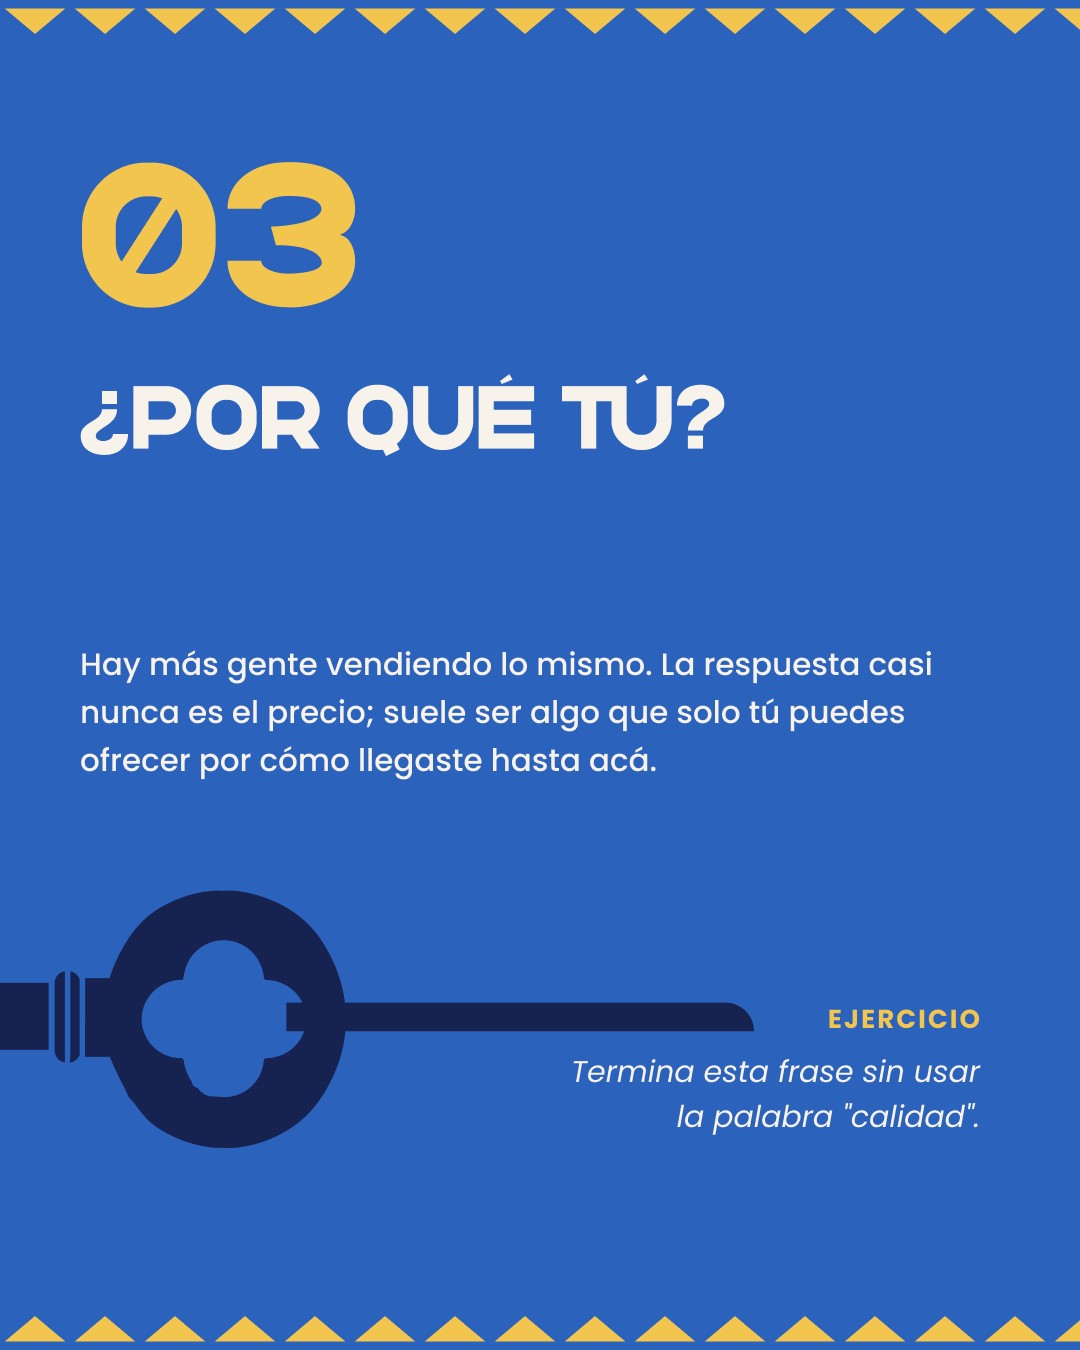 03
¿POR QUÉ TÚ?
Hay más gente vendiendo lo mismo. La respuesta casi
nunca es el precio; suele ser algo que solo tú puedes
ofrecer por cómo llegaste hasta acá.
EJERCICIO
Termina esta frase sin usar
la palabra "calidad".